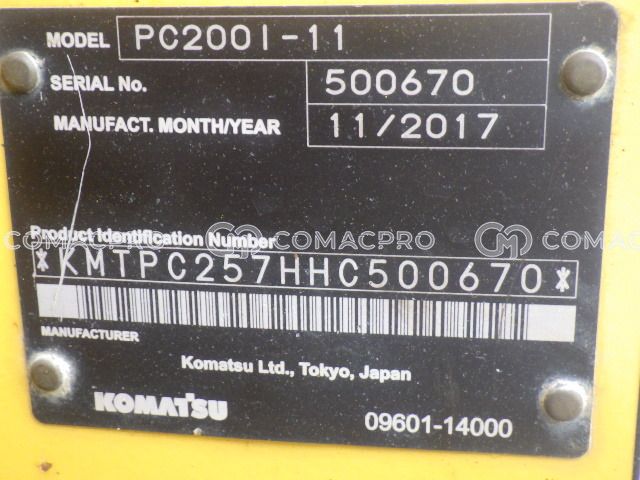 MODEL PC200I-11
SERIAL No. 500670
MANUFACT. MONTH/YEAR 11/2017
Product Identification Number
COMACPRO COMACPRO
*KMTPC257HHC500670*
MANUFACTURER
Komatsu Ltd., Tokyo, Japan
KOMATSU 09601-14000